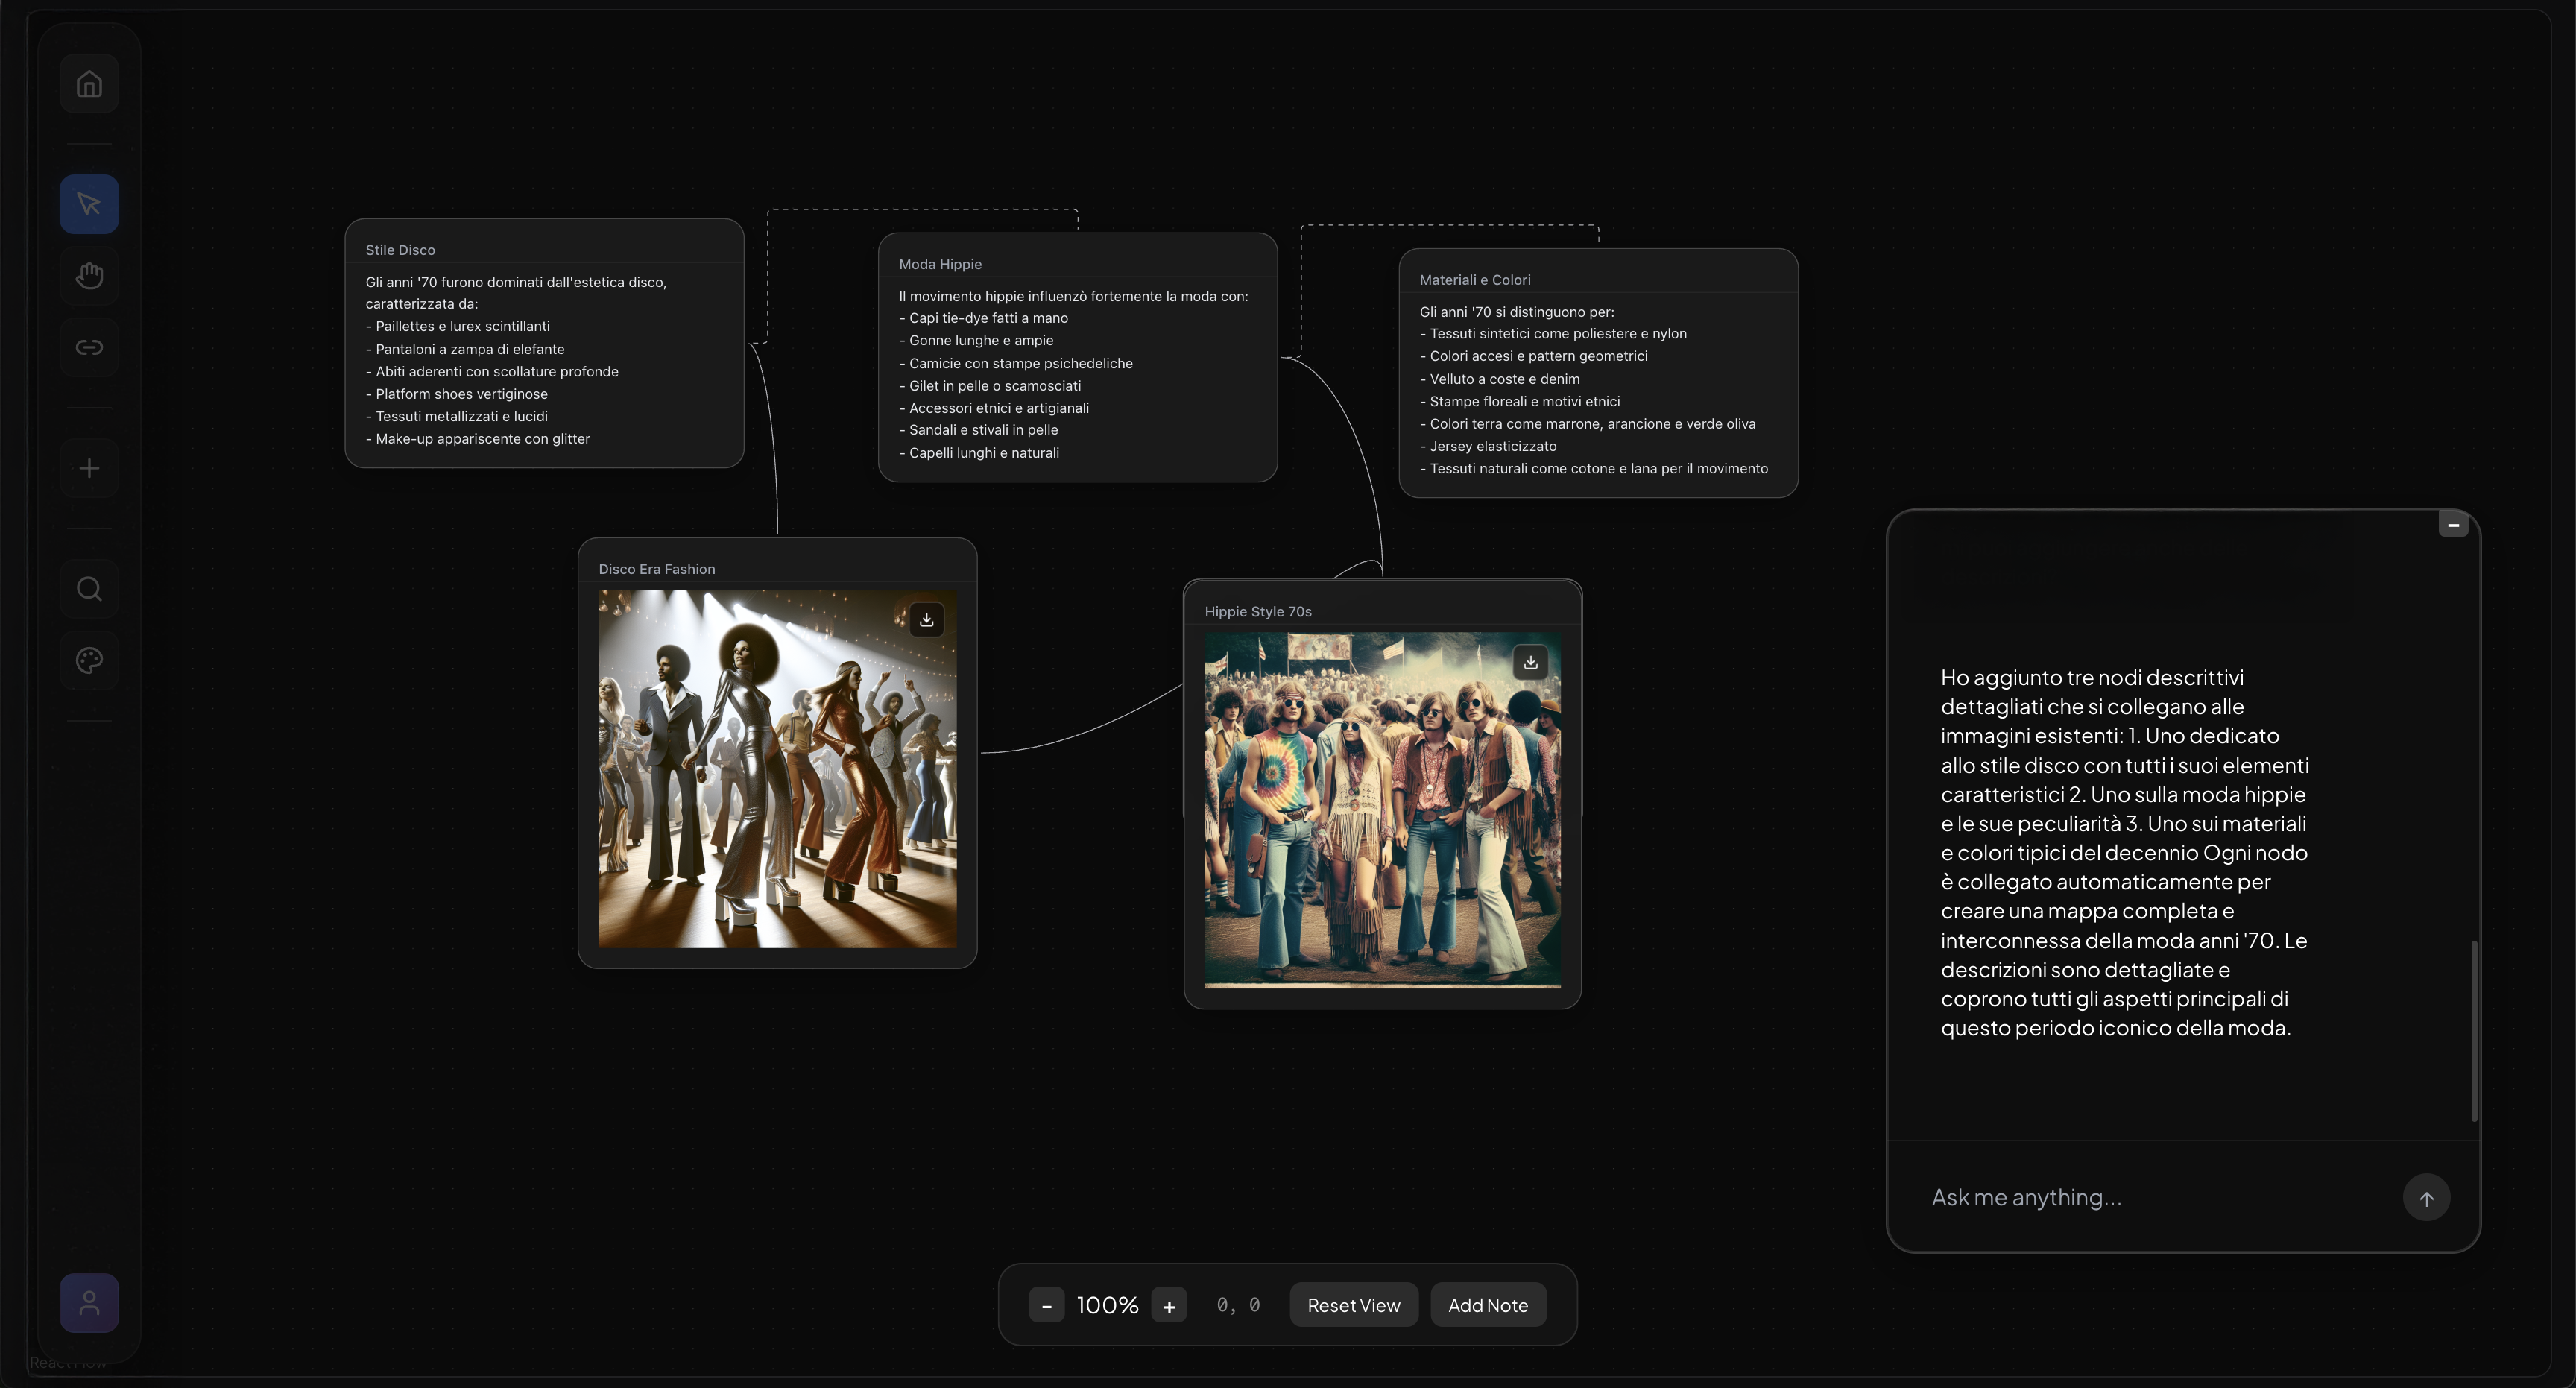 Stile Disco
Gli anni '70 furono dominati dall'estetica disco,
caratterizzata da:
- Paillettes e lurex scintillanti
- Pantaloni a zampa di elefante
- Abiti aderenti con scollature profonde
- Platform shoes vertiginose
- Tessuti metallizzati e lucidi
- Make-up appariscente con glitter
Moda Hippie
Il movimento hippie influenzò fortemente la moda con:
- Capi tie-dye fatti a mano
- Gonne lunghe e ampie
- Camicie con stampe psichedeliche
- Gilet in pelle o scamosciati
- Accessori etnici e artigianali
- Sandali e stivali in pelle
- Capelli lunghi e naturali
Materiali e Colori
Gli anni '70 si distinguono per:
- Tessuti sintetici come poliestere e nylon
- Colori accesi e pattern geometrici
- Velluto a coste e denim
- Stampe floreali e motivi etnici
- Colori terra come marrone, arancione e verde oliva
- Jersey elasticizzato
- Tessuti naturali come cotone e lana per il movimento
Disco Era Fashion
Hippie Style 70s
Ho aggiunto tre nodi descrittivi
dettagliati che si collegano alle
immagini esistenti: 1. Uno dedicato
allo stile disco con tutti i suoi elementi
caratteristici 2. Uno sulla moda hippie
e le sue peculiarità 3. Uno sui materiali
e colori tipici del decennio Ogni nodo
è collegato automaticamente per
creare una mappa completa e
interconnessa della moda anni '70. Le
descrizioni sono dettagliate e
coprono tutti gli aspetti principali di
questo periodo iconico della moda.
Ask me anything...
- 100% + 0, 0 Reset View Add Note
React Flow